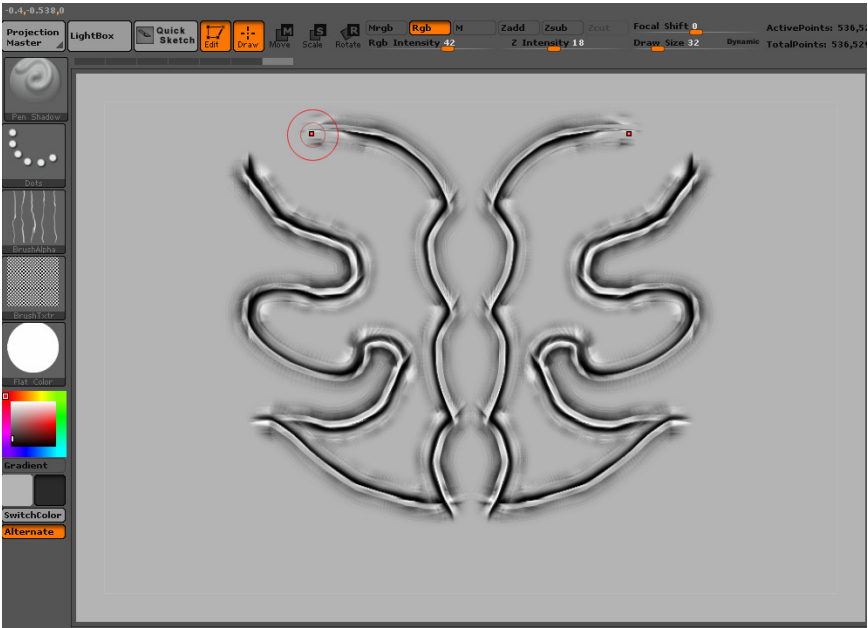 -0.4,-0.538,0
Projection Master
LightBox
Quick Sketch
Edit
Draw
Move
Scale
Rotate
Mrgb
Rgb
M
Rgb Intensity 42
Zadd
Zsub
Zcut
Z Intensity 18
Focal Shift 0
Draw Size 32
Dynamic
ActivePoints: 536,52
TotalPoints: 536,529
Pen Shadow
Dots
BrushAlpha
BrushTxtr
Flat Color
Gradient
SwitchColor
Alternate